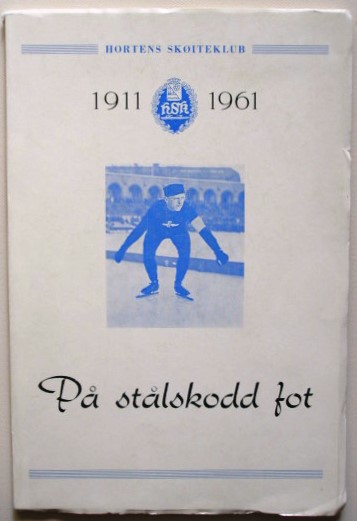 HORTENS SKØITEKLUB
1911 HSK 1961
På stålskodd fot